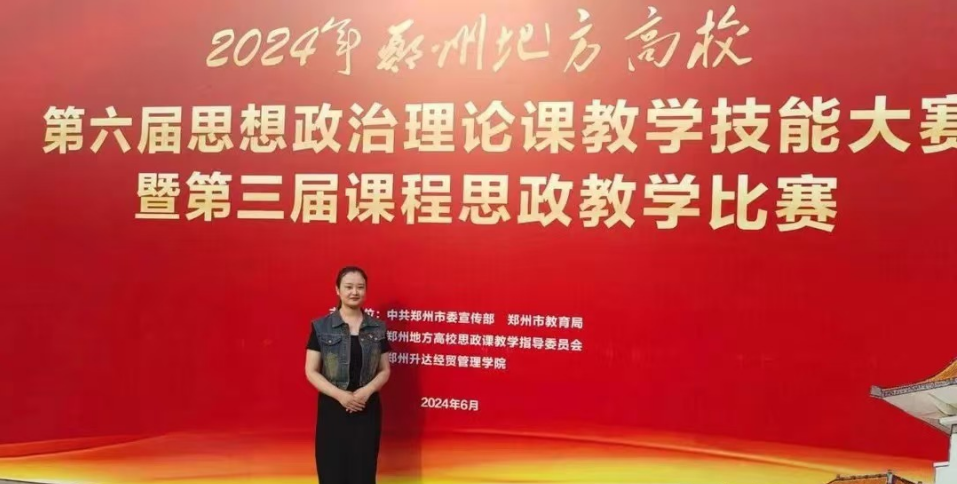 2024年郑州地方高校
第六届思想政治理论课教学技能大赛
暨第三届课程思政教学比赛
位：中共郑州市委宣传部 郑州市教育局
郑州地方高校思政课教学指导委员会
郑州升达经贸管理学院
2024年6月